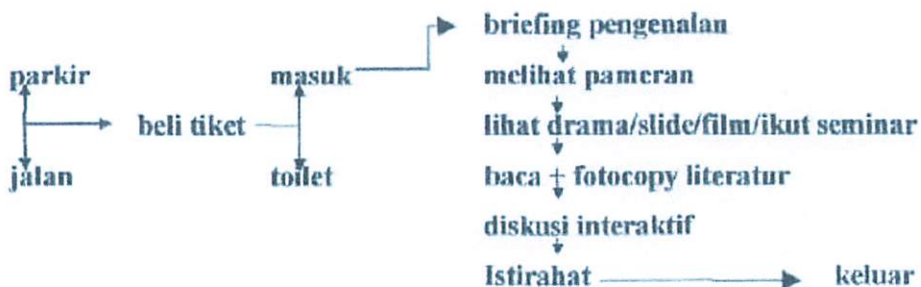 briefing pengenalan
parkir
masuk
melihat pameran
beli tiket
lihat drama/slide/film/ikut seminar
jalan
toilet
baca + fotocopy literatur
diskusi interaktif
Istirahat
keluar